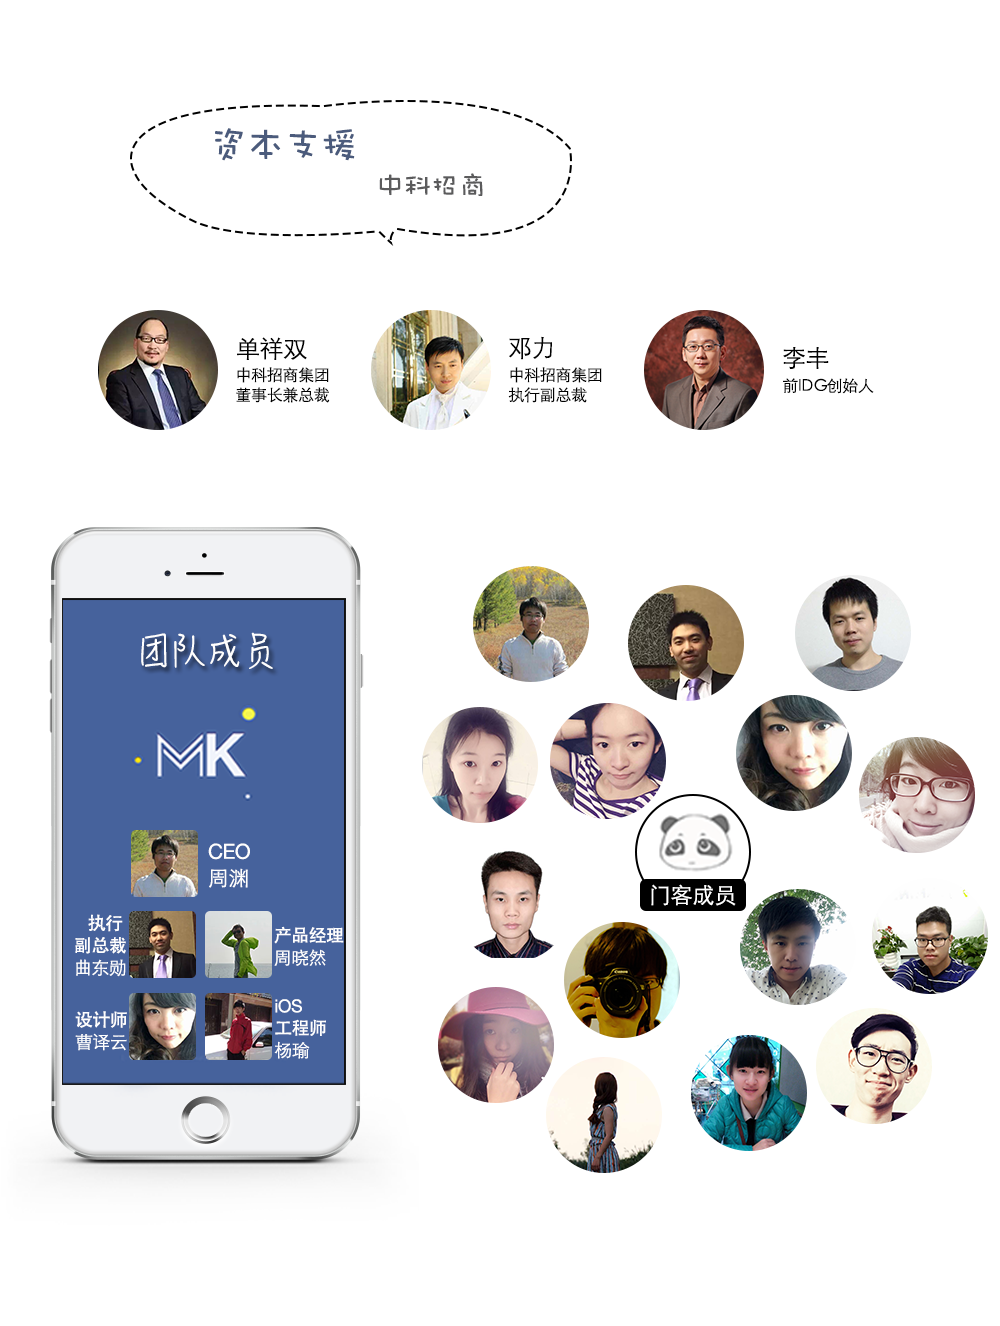 资本支援
中科招商
单祥双
中科招商集团
董事长兼总裁
邓力
中科招商集团
执行副总裁
李丰
前IDG创始人
团队成员
MK
CEO
周渊
执行
副总裁
曲东勋
产品经理
周晓然
设计师
曹译云
iOS
工程师
杨瑜
门客成员
Canon